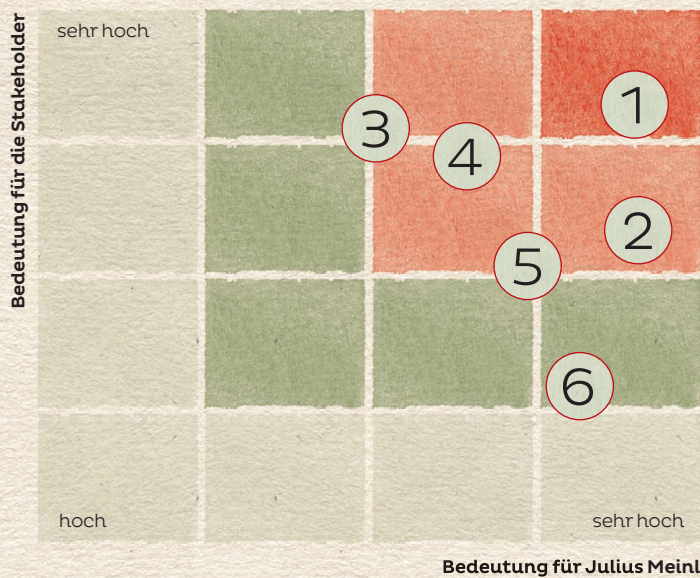 Bedeutung für die Stakeholder
sehr hoch
1
3
4
2
5
6
hoch
sehr hoch
Bedeutung für Julius Meinl